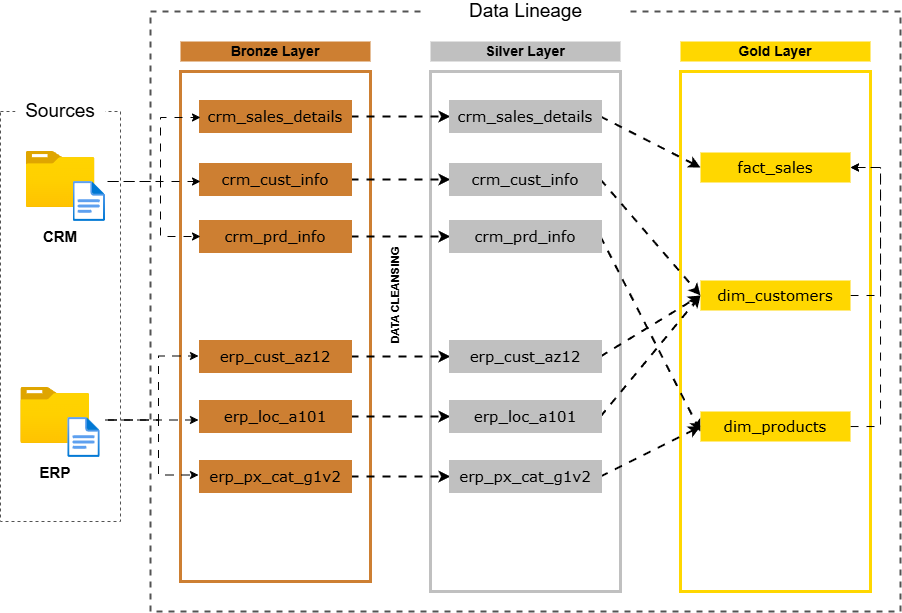 Data Lineage
Sources
CRM
ERP
Bronze Layer
crm_sales_details
crm_cust_info
crm_prd_info
erp_cust_az12
erp_loc_a101
erp_px_cat_g1v2
DATA CLEANSING
Silver Layer
crm_sales_details
crm_cust_info
crm_prd_info
erp_cust_az12
erp_loc_a101
erp_px_cat_g1v2
Gold Layer
fact_sales
dim_customers
dim_products